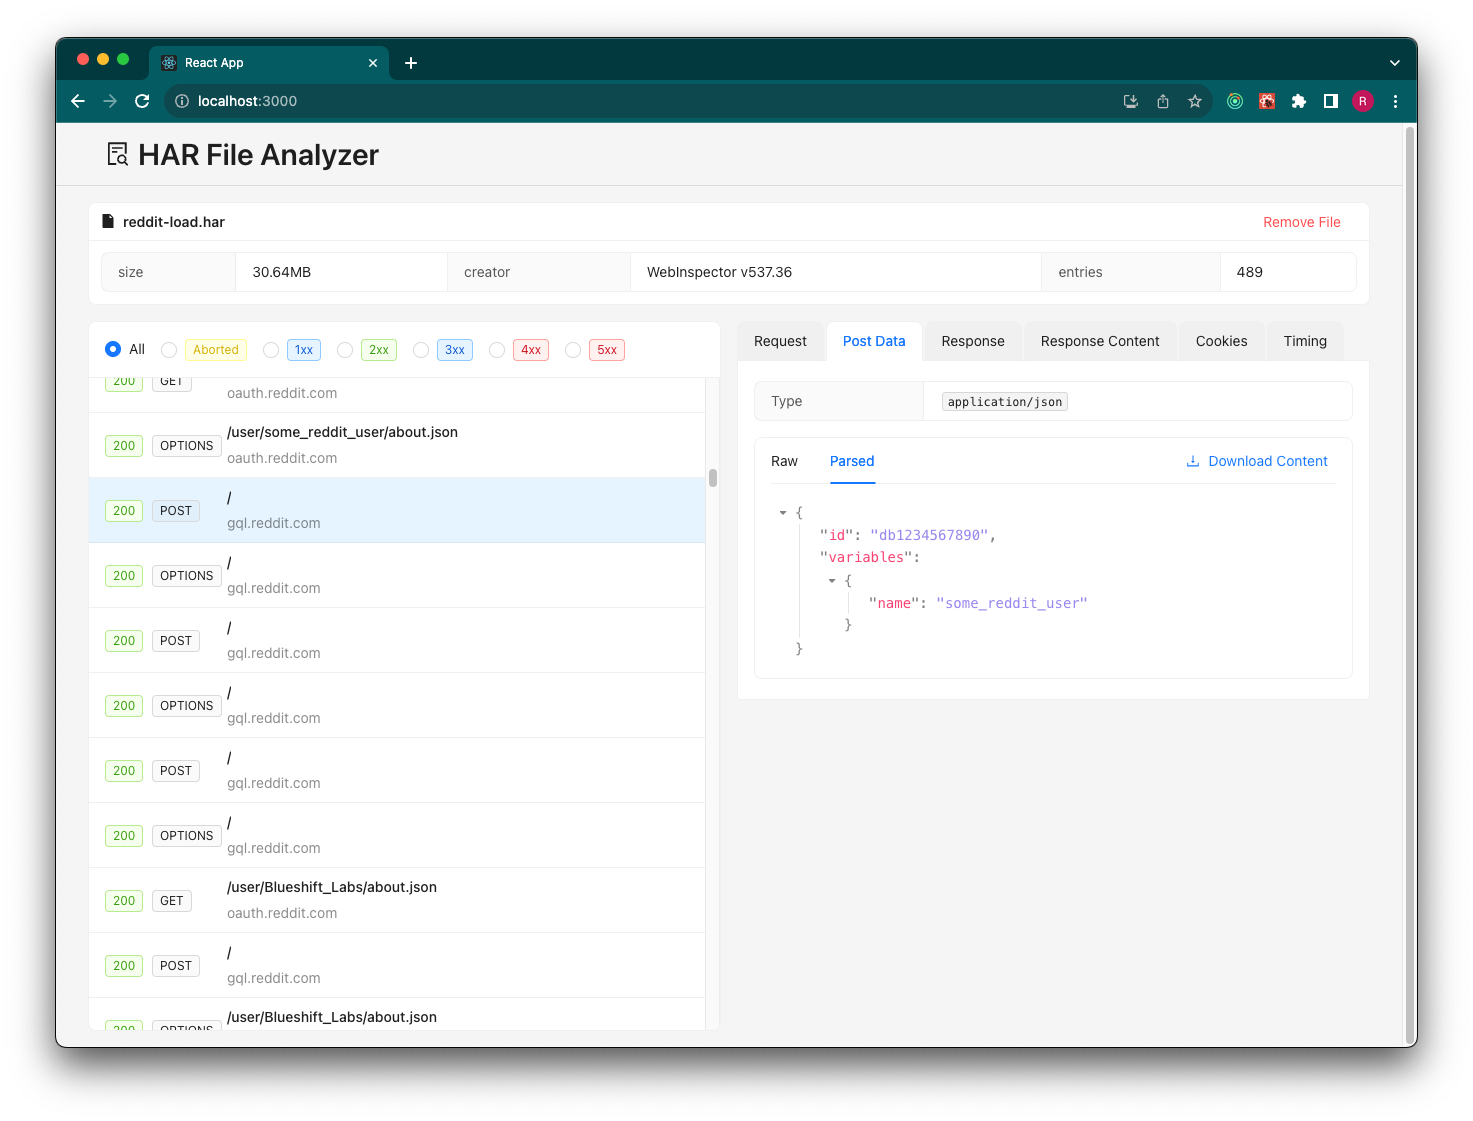 React App
localhost:3000
R
HAR File Analyzer
reddit-load.har
Remove File
size 30.64MB creator WebInspector v537.36 entries 489
All Aborted 1xx 2xx 3xx 4xx 5xx
200 GET
oauth.reddit.com
/user/some_reddit_user/about.json
200 OPTIONS
oauth.reddit.com
/
200 POST
gql.reddit.com
/
200 OPTIONS
gql.reddit.com
/
200 POST
gql.reddit.com
/
200 OPTIONS
gql.reddit.com
/
200 POST
gql.reddit.com
/
200 OPTIONS
gql.reddit.com
/user/Blueshift_Labs/about.json
200 GET
oauth.reddit.com
/
200 POST
gql.reddit.com
/user/Blueshift_Labs/about.json
200 OPTIONS
Request Post Data Response Response Content Cookies Timing
Type application/json
Raw Parsed Download Content
{
"id": "db1234567890",
"variables":
{
"name": "some_reddit_user"
}
}